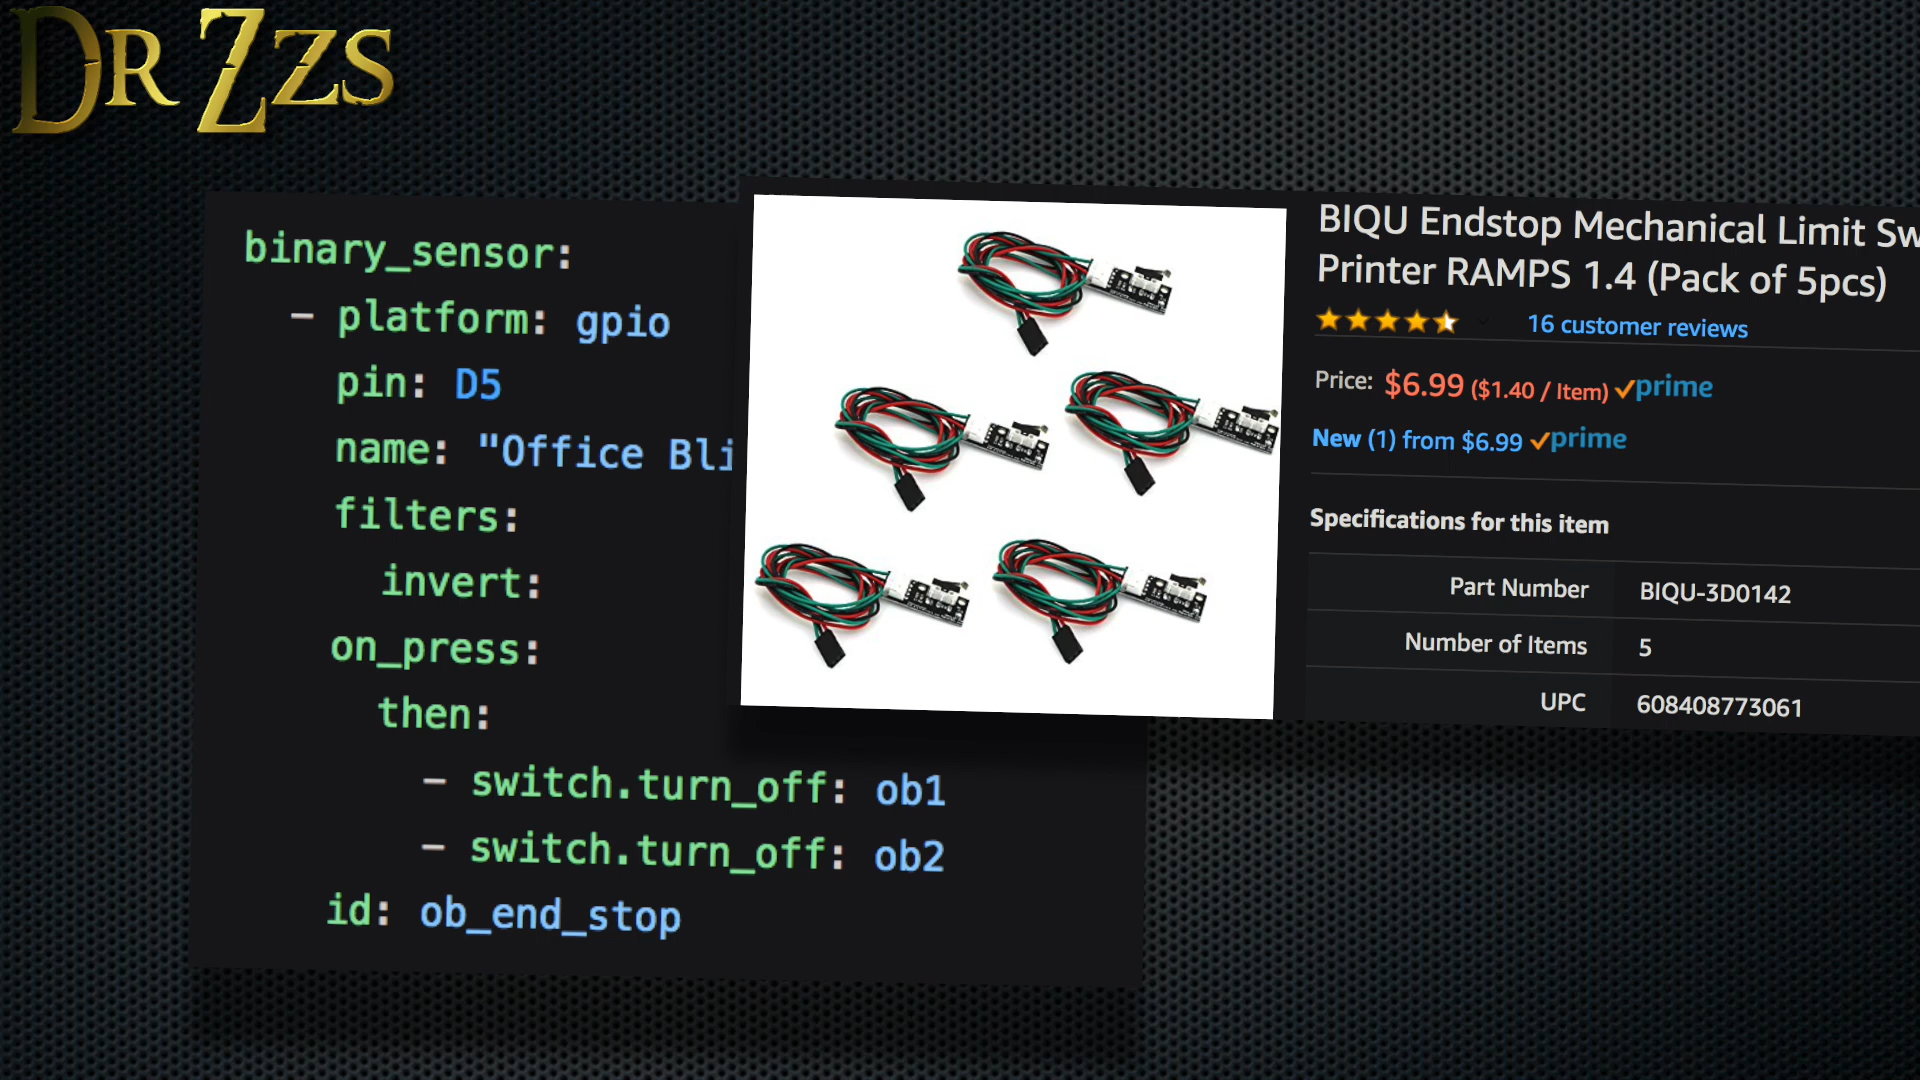 DR ZZS
binary_sensor:
- platform: gpio
pin: D5
name: "Office
filters:
invert:
on_press:
then:
- switch.turn_off: ob1
- switch.turn_off: ob2
id: ob_end_stop
BIQU Endstop Mechanical Limit
Printer RAMPS 1.4 (Pack of 5pcs)
16 customer reviews
Price: $6.99 ($1.40 / Item) prime
New (1) from $6.99 prime
Specifications for this item
Part Number BIQU-3D0142
Number of Items 5
UPC 608408773061